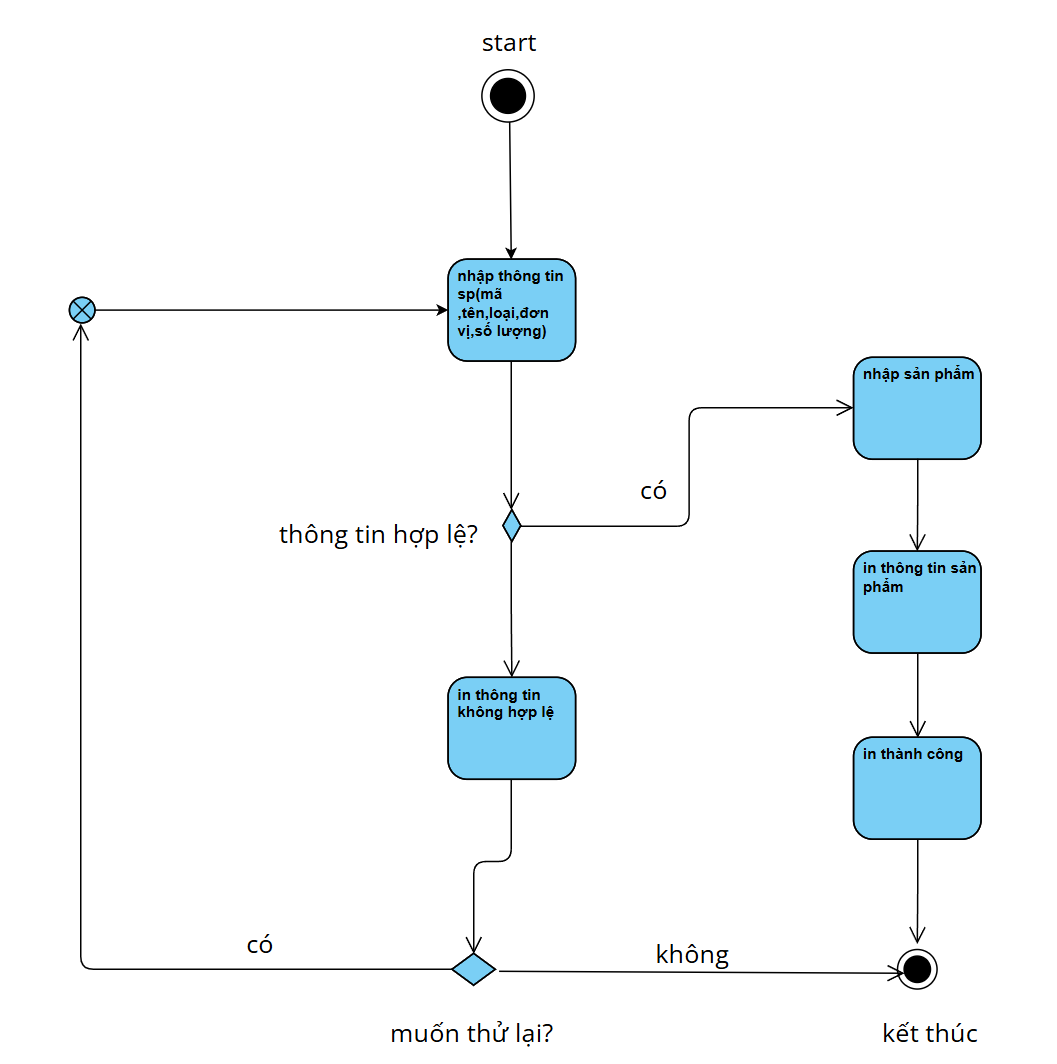 start
nhập thông tin
sp(mã
,tên,loại,đơn
vị,số lượng)
nhập sản phẩm
có
thông tin hợp lệ?
in thông tin sản
phẩm
in thông tin
không hợp lệ
in thành công
có
không
muốn thử lại?
kết thúc